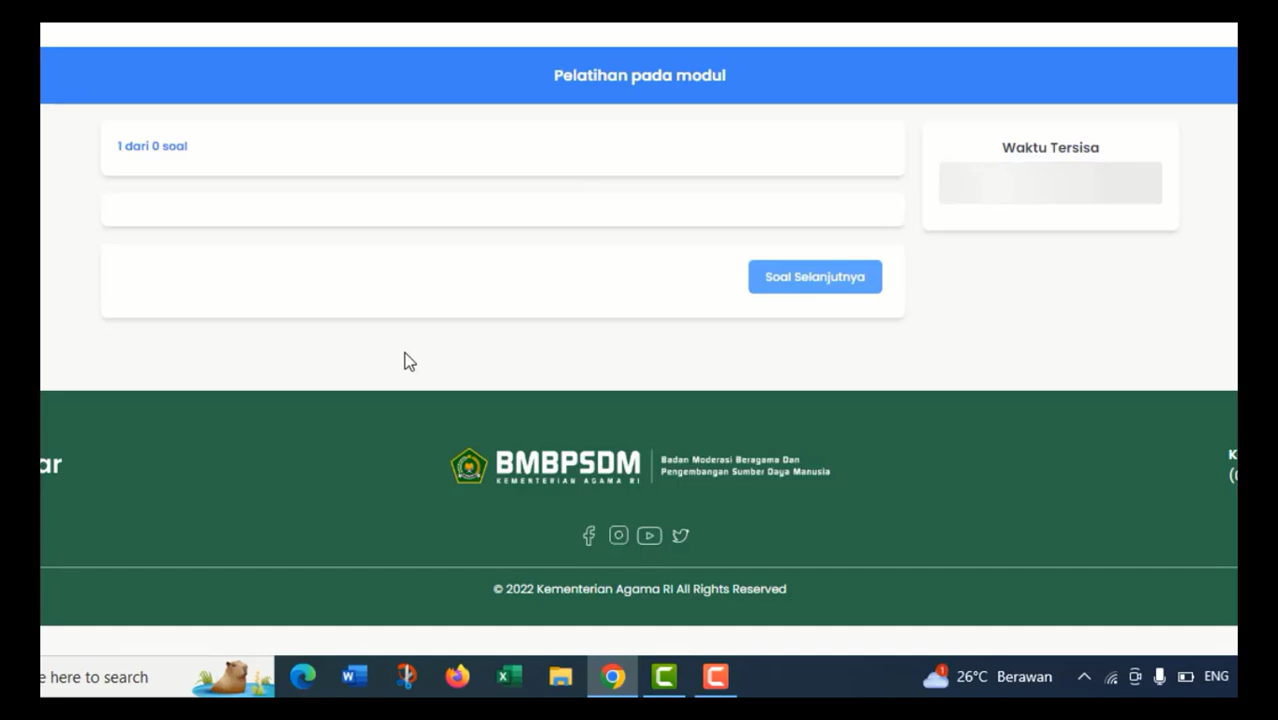 Pelatihan pada modul
1 dari 0 soal
Waktu Tersisa
Soal Selanjutnya
ar
BMBPSDM
KEMENTERIAN AGAMA RI
Badan Moderasi Beragama Dan
Pengembangan Sumber Daya Manusia
K
(
© 2022 Kementerian Agama RI All Rights Reserved
e here to search
26°C Berawan
ENG